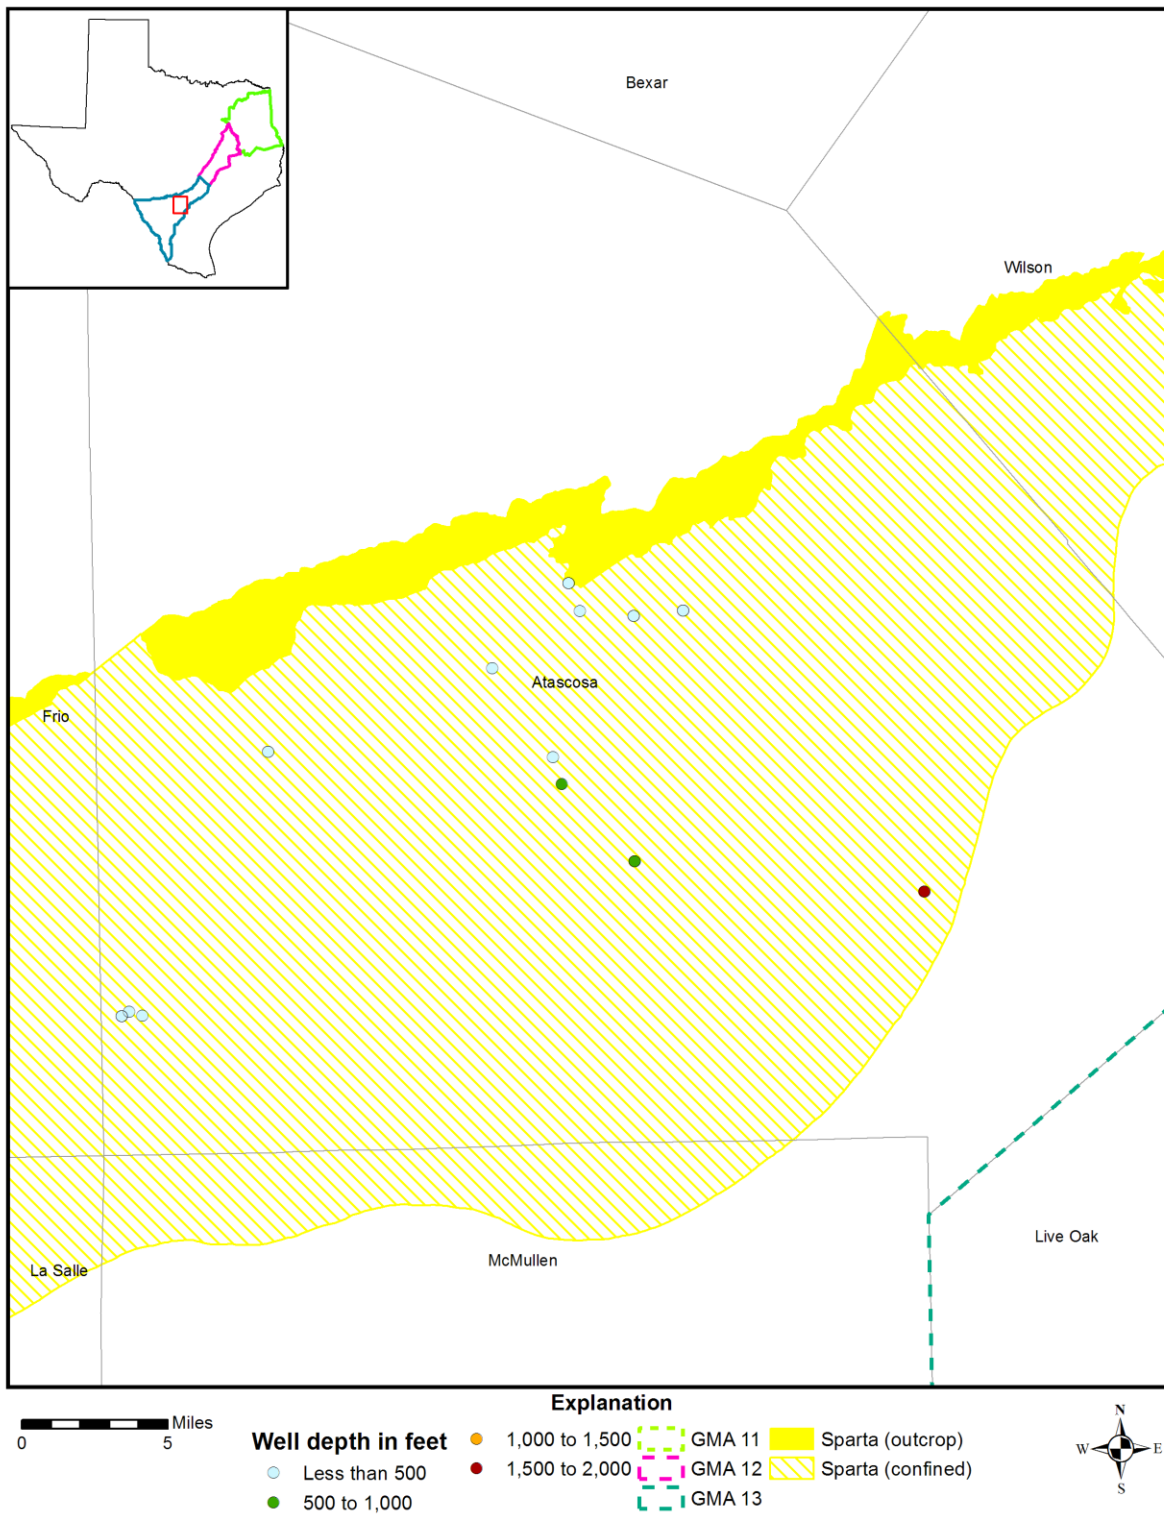 Bexar
Wilson
Atascosa
Frio
La Salle
McMullen
Live Oak
Explanation
Miles
0 5
Well depth in feet
Less than 500
500 to 1,000
1,000 to 1,500
1,500 to 2,000
GMA 11
GMA 12
GMA 13
Sparta (outcrop)
Sparta (confined)
N
W E
S